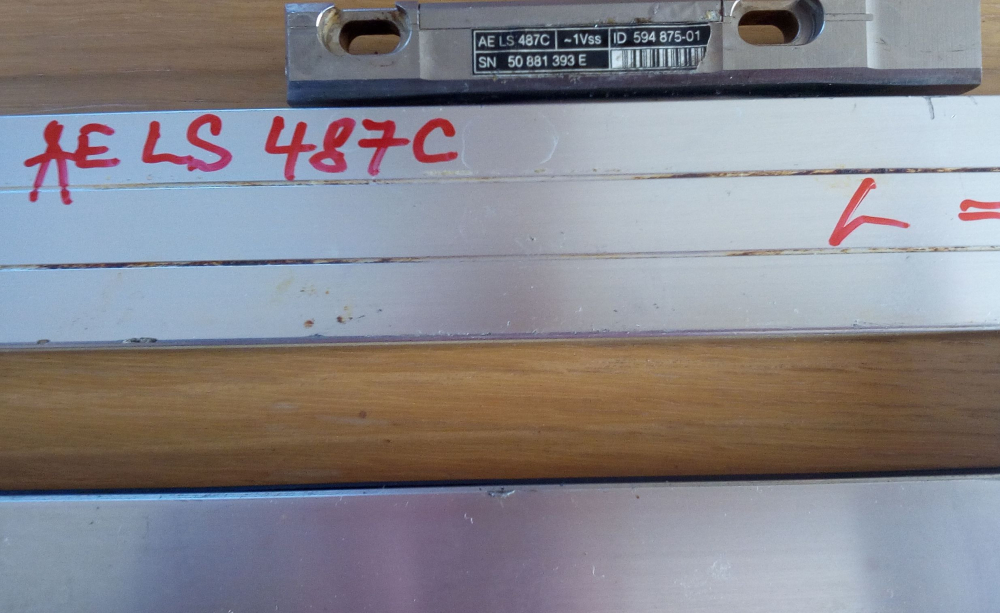 AE LS 487C ~1Vss ID 594 875-01
SN 50 881 393 E
AE LS 487C
L =